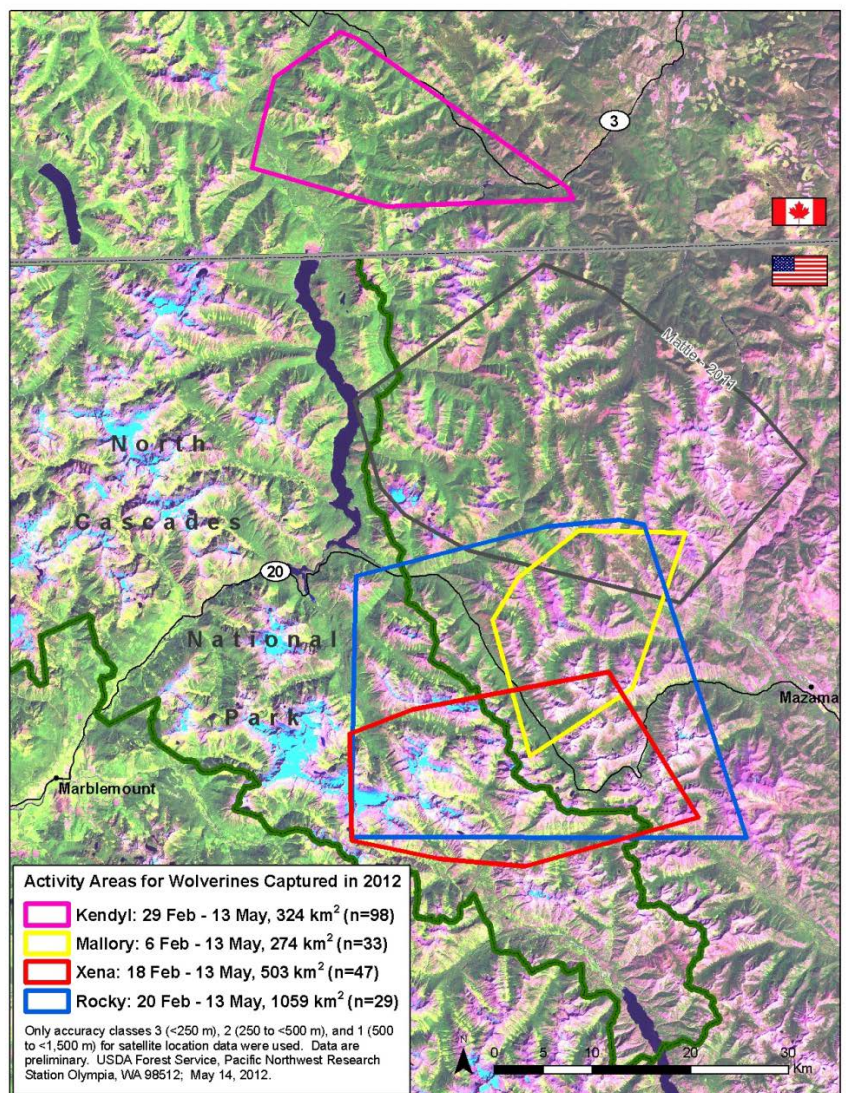 3
Mattie - 2011
North
Cascades
20
National
Park
Mazama
Marblemount
Activity Areas for Wolverines Captured in 2012
Kendyl: 29 Feb - 13 May, 324 km² (n=98)
Mallory: 6 Feb - 13 May, 274 km² (n=33)
Xena: 18 Feb - 13 May, 503 km² (n=47)
Rocky: 20 Feb - 13 May, 1059 km² (n=29)
Only accuracy classes 3 (<250 m), 2 (250 to <500 m), and 1 (500
to <1,500 m) for satellite location data were used. Data are
preliminary. USDA Forest Service, Pacific Northwest Research
Station Olympia, WA 98512; May 14, 2012.
N
0 5 10 20 30
Km